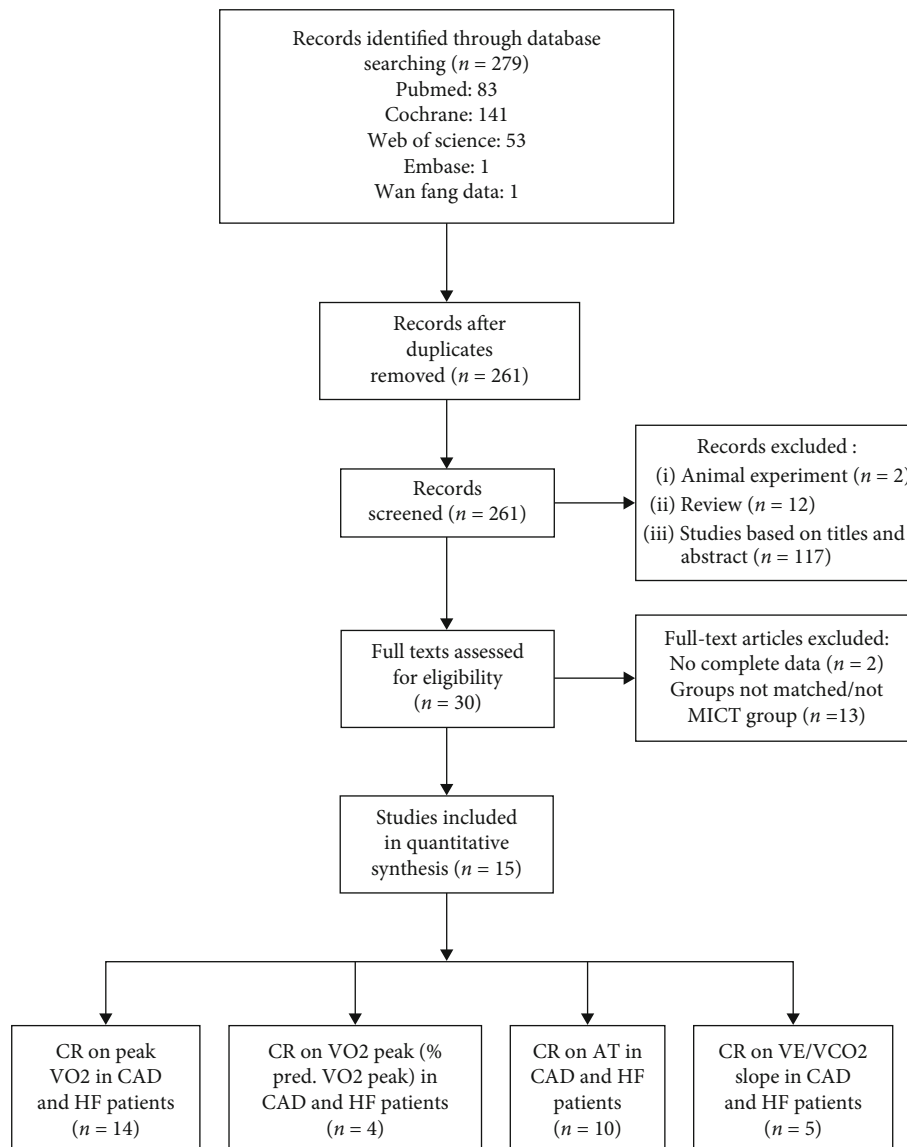 Records identified through database
searching (n = 279)
Pubmed: 83
Cochrane: 141
Web of science: 53
Embase: 1
Wan fang data: 1
Records after
duplicates
removed (n = 261)
Records
screened (n = 261)
Records excluded :
(i) Animal experiment (n = 2)
(ii) Review (n = 12)
(iii) Studies based on titles and
abstract (n = 117)
Full texts assessed
for eligibility
(n = 30)
Full-text articles excluded:
No complete data (n = 2)
Groups not matched/not
MICT group (n =13)
Studies included
in quantitative
synthesis (n = 15)
CR on peak
VO2 in CAD
and HF patients
(n = 14)
CR on VO2 peak (%
pred. VO2 peak) in
CAD and HF patients
(n = 4)
CR on AT in
CAD and HF
patients
(n = 10)
CR on VE/VCO2
slope in CAD
and HF patients
(n = 5)